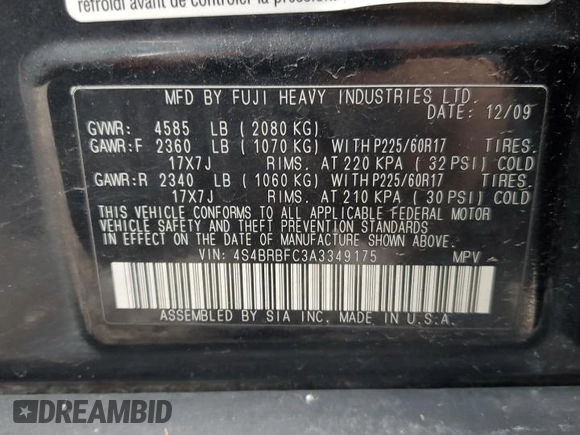 refroidi avant de contrôler la pression.
MFD BY FUJI HEAVY INDUSTRIES LTD.
DATE: 12/09
GVWR: 4585 LB (2080 KG)
GAWR:F 2360 LB (1070 KG) WITH P225/60R17 TIRES.
17X7J RIMS. AT 220 KPA (32 PSI) COLD
GAWR:R 2340 LB (1060 KG) WITH P225/60R17 TIRES.
17X7J RIMS. AT 210 KPA (30 PSI) COLD
THIS VEHICLE CONFORMS TO ALL APPLICABLE FEDERAL MOTOR
VEHICLE SAFETY AND THEFT PREVENTION STANDARDS
IN EFFECT ON THE DATE OF MANUFACTURE SHOWN ABOVE.
VIN: 4S4BRBFC3A3349175 MPV
ASSEMBLED BY SIA INC. MADE IN U.S.A.
DREAMBID